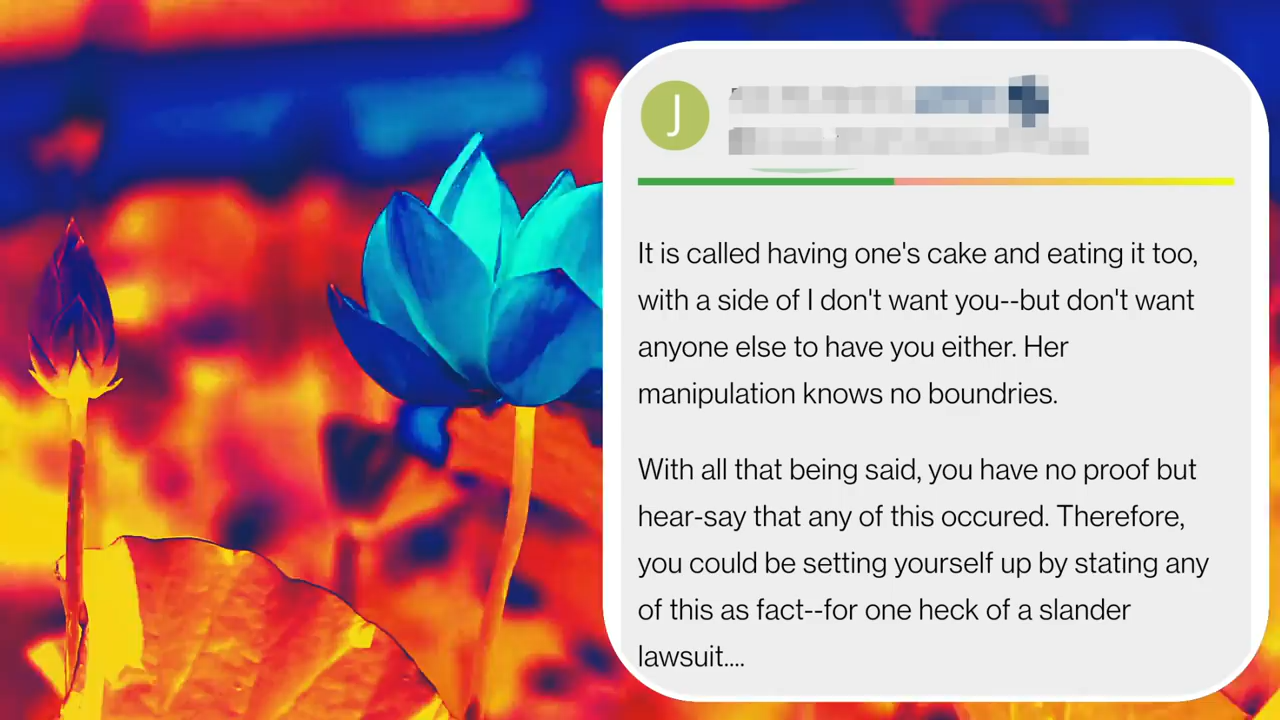 J
It is called having one's cake and eating it too,
with a side of I don't want you--but don't want
anyone else to have you either. Her
manipulation knows no boundries.
With all that being said, you have no proof but
hear-say that any of this occured. Therefore,
you could be setting yourself up by stating any
of this as fact--for one heck of a slander
lawsuit....